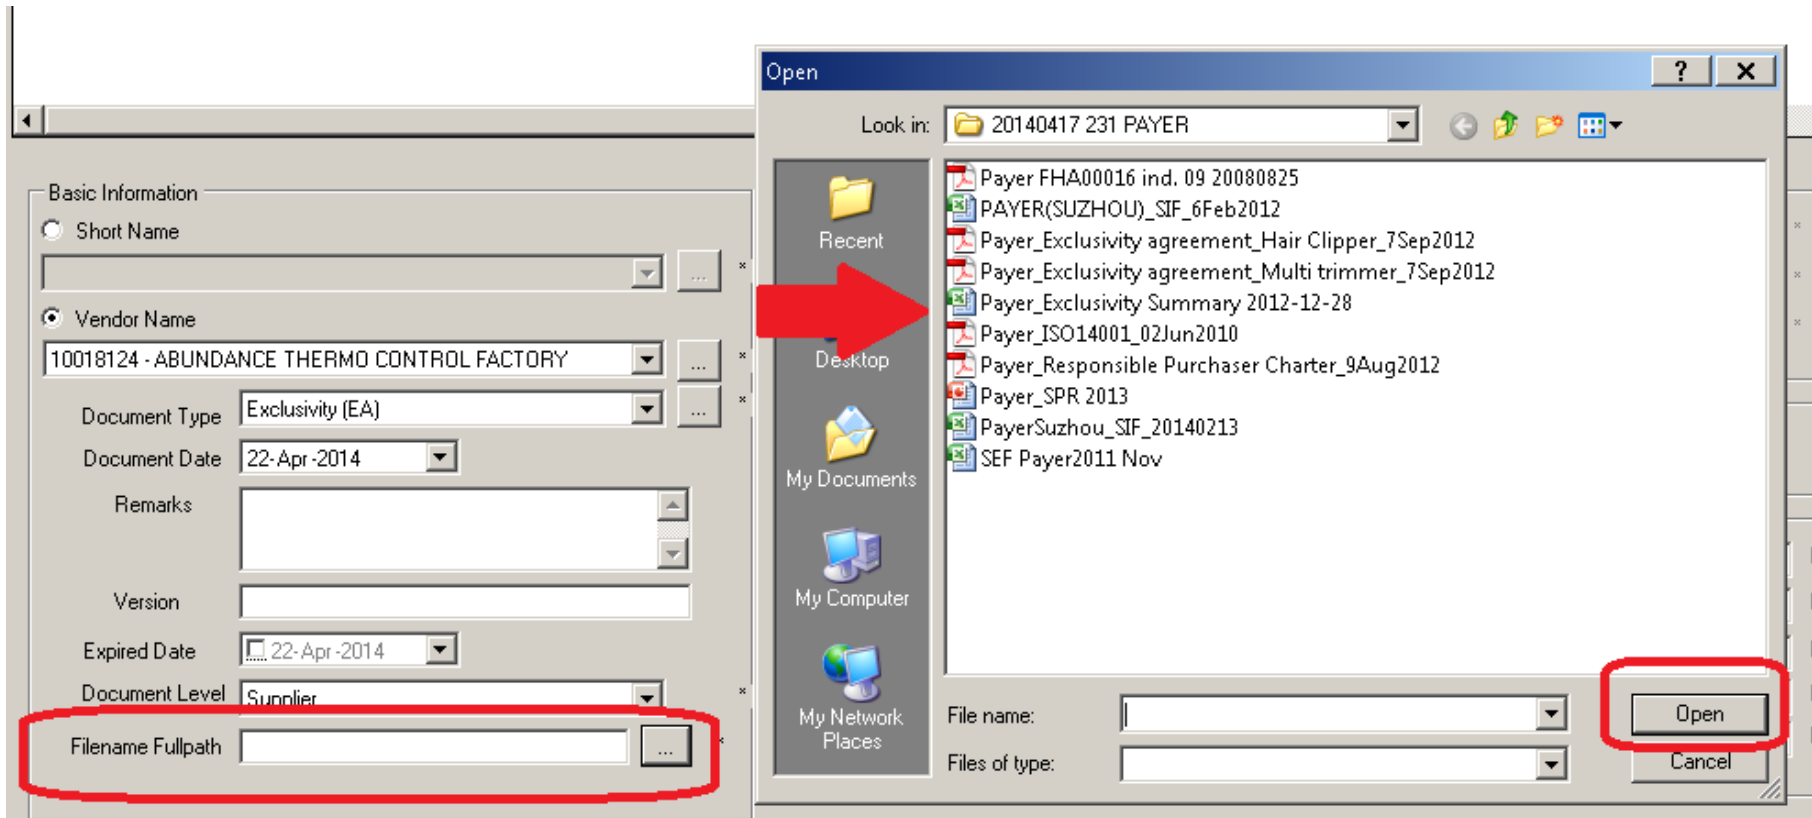 Basic Information
Short Name
...
*
Vendor Name
10018124 - ABUNDANCE THERMO CONTROL FACTORY
...
*
Document Type
Exclusivity (EA)
...
*
Document Date
22-Apr-2014
Remarks
Version
Expired Date
22-Apr-2014
Document Level
Supplier
*
Filename Fullpath
...
*
Open
?
X
Look in:
20140417 231 PAYER
Recent
Desktop
My Documents
My Computer
My Network
Places
Payer FHA00016 ind. 09 20080825
PAYER(SUZHOU)_SIF_6Feb2012
Payer_Exclusivity agreement_Hair Clipper_7Sep2012
Payer_Exclusivity agreement_Multi trimmer_7Sep2012
Payer_Exclusivity Summary 2012-12-28
Payer_ISO14001_02Jun2010
Payer_Responsible Purchaser Charter_9Aug2012
Payer_SPR 2013
PayerSuzhou_SIF_20140213
SEF Payer2011 Nov
File name:
Open
Files of type:
Cancel